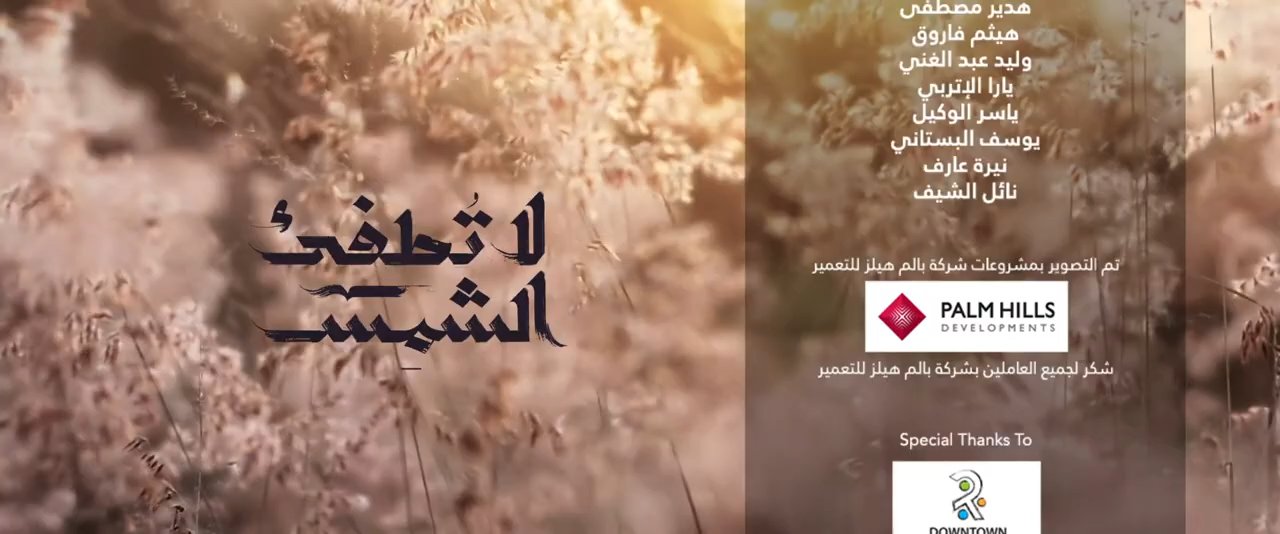 لا تُطفئ
الشمس
هدير مصطفى
هيثم فاروق
وليد عبد الغني
يارا الإتربي
ياسر الوكيل
يوسف البستاني
نيرة عارف
نائل الشيف
تم التصوير بمشروعات شركة بالم هيلز للتعمير
PALM HILLS
DEVELOPMENTS
شكر لجميع العاملين بشركة بالم هيلز للتعمير
Special Thanks To
DOWNTOWN